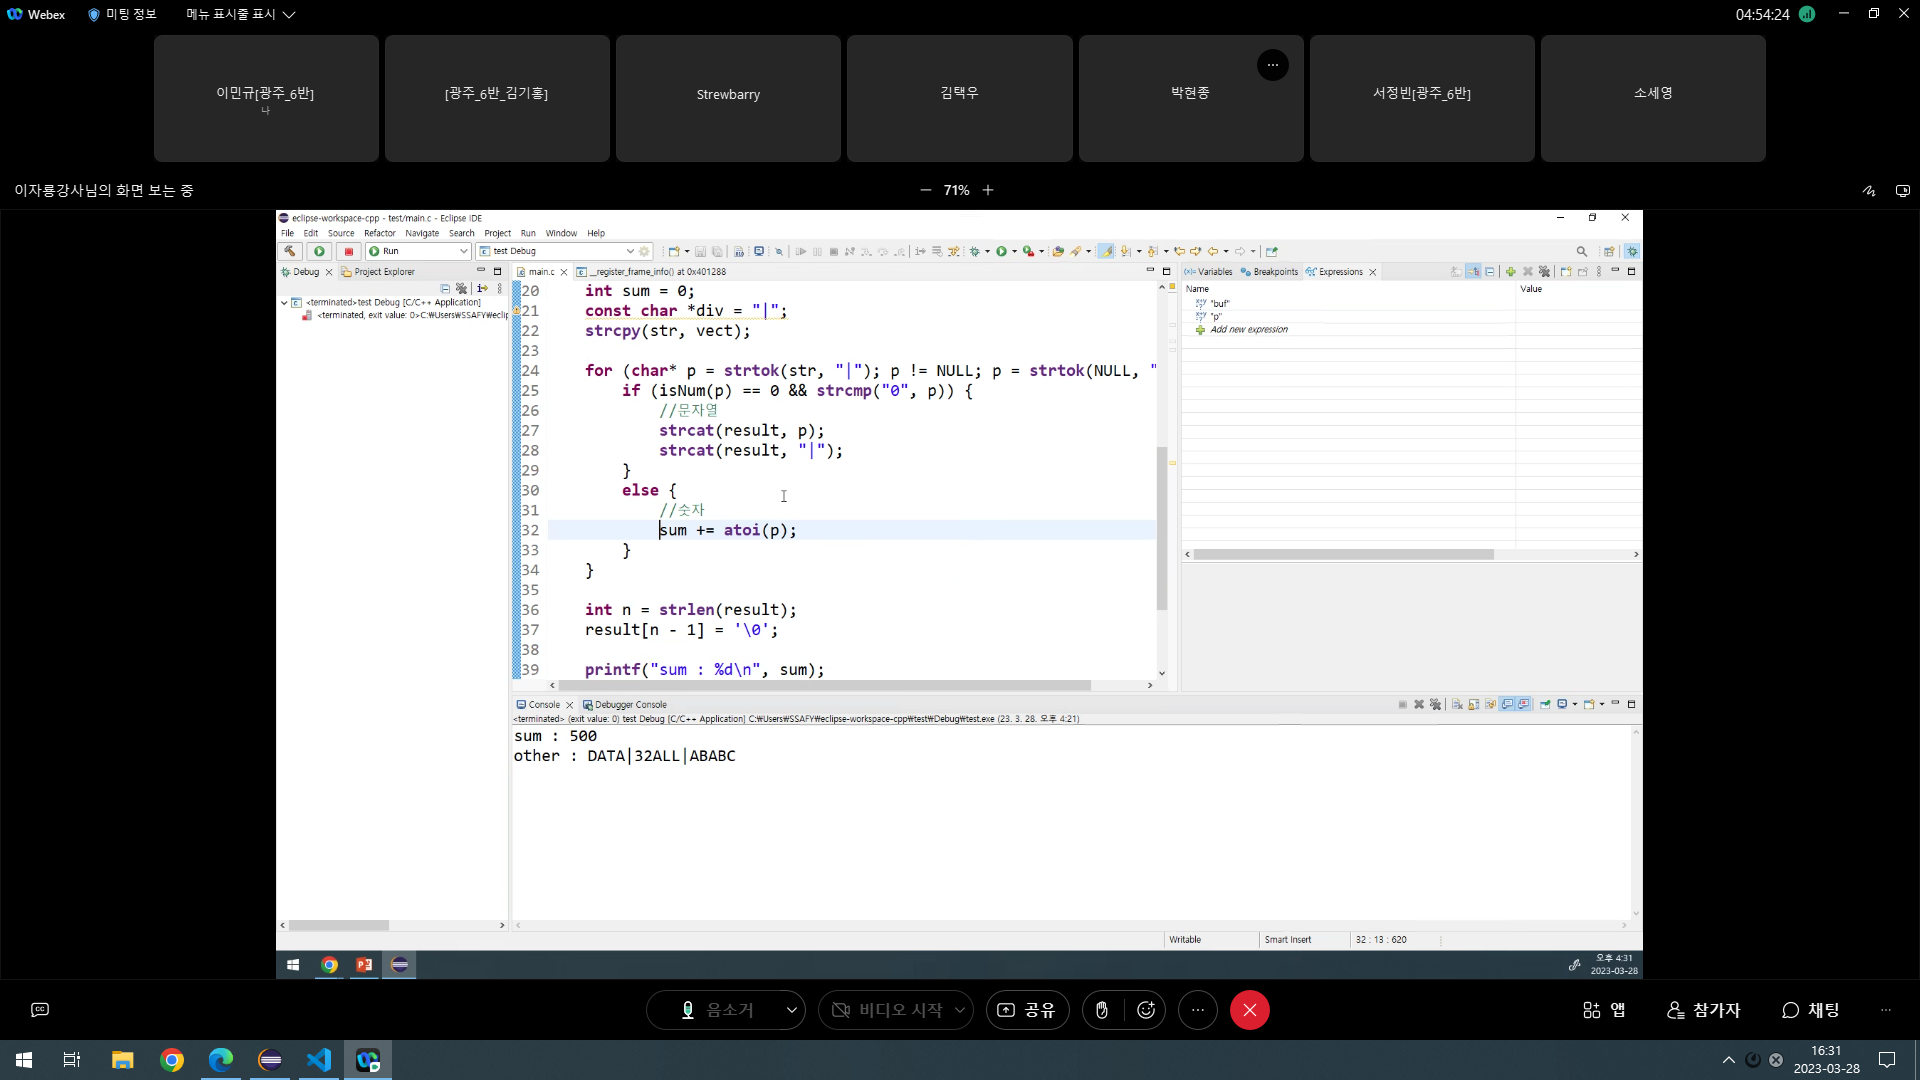 Webex 미팅 정보 메뉴 표시줄 표시 04:54:24
이민규[광주_6반] [광주_6반_김기홍] Strewbarry 김택우 박현종 서정빈[광주_6반] 소세영
나
이자룡강사님의 화면 보는 중 71%
eclipse-workspace-cpp - test/main.c - Eclipse IDE
File Edit Source Refactor Navigate Search Project Run Window Help
Run test Debug
Debug Project Explorer
<terminated>test Debug [C/C++ Application]
<terminated, exit value: 0>C:₩Users₩SSAFY₩eclip
main.c __register_frame_info() at 0x401288
20 int sum = 0;
21 const char *div = "|";
22 strcpy(str, vect);
23
24 for (char* p = strtok(str, "|"); p != NULL; p = strtok(NULL, "
25 if (isNum(p) == 0 && strcmp("0", p)) {
26 //문자열
27 strcat(result, p);
28 strcat(result, "|");
29 }
30 else {
31 //숫자
32 sum += atoi(p);
33 }
34 }
35
36 int n = strlen(result);
37 result[n - 1] = '\0';
38
39 printf("sum : %d\n", sum);
Variables Breakpoints Expressions
Name Value
"buf"
"p"
Add new expression
Console Debugger Console
<terminated> (exit value: 0) test Debug [C/C++ Application] C:₩Users₩SSAFY₩eclipse-workspace-cpp₩test₩Debug₩test.exe (23. 3. 28. 오후 4:21)
sum : 500
other : DATA|32ALL|ABABC
Writable Smart Insert 32 : 13 : 620
오후 4:31
2023-03-28
음소거 비디오 시작 공유 앱 참가자 채팅
16:31
2023-03-28